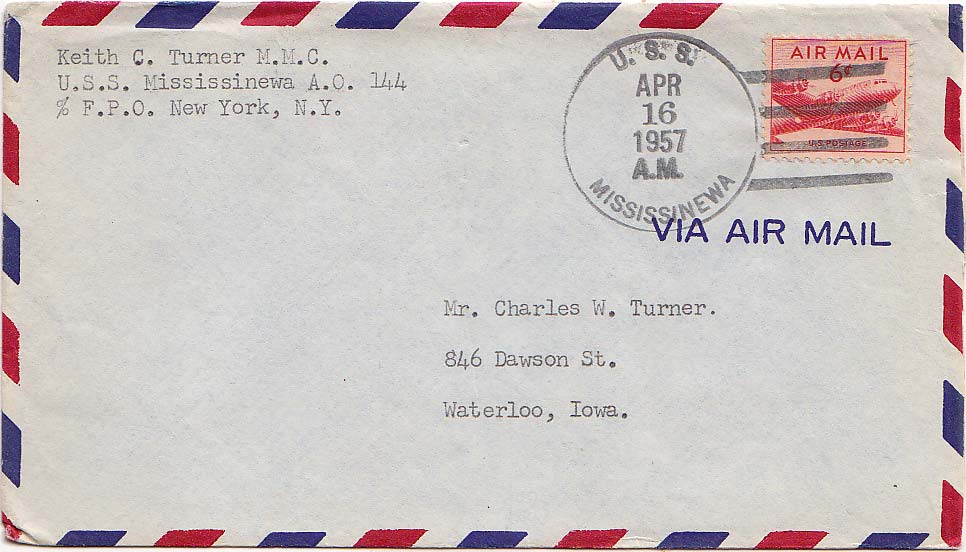 Keith C. Turner M.M.C.
U.S.S. Mississinewa A.O. 144
% F.P.O. New York, N.Y.
U. S. S.
APR
16
1957
A.M.
MISSISSINEWA
AIR MAIL
6¢
U.S. POSTAGE
VIA AIR MAIL
Mr. Charles W. Turner.
846 Dawson St.
Waterloo, Iowa.